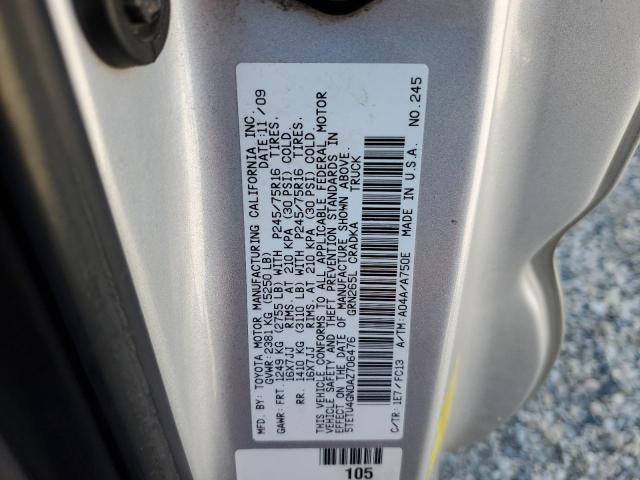 MFD. BY: TOYOTA MOTOR MANUFACTURING CALIFORNIA INC.
GVWR: 2381 KG (5250 LB) DATE: 11 / 09
GAWR: FRT. 1249 KG (2755 LB) WITH P245/75R16 TIRES.
16X7JJ RIMS. AT 210 KPA (30 PSI) COLD.
RR. 1410 KG (3110 LB) WITH P245/75R16 TIRES.
16X7JJ RIMS. AT 210 KPA (30 PSI) COLD.
THIS VEHICLE CONFORMS TO ALL APPLICABLE FEDERAL MOTOR
VEHICLE SAFETY AND THEFT PREVENTION STANDARDS IN
EFFECT ON THE DATE OF MANUFACTURE SHOWN ABOVE.
5TETU4GN0AZ706476 GRN265L CRADKA TRUCK
C/TR: 1E7 / FC13 A/TM: A04A/A750E MADE IN U.S.A. NO. 245
105